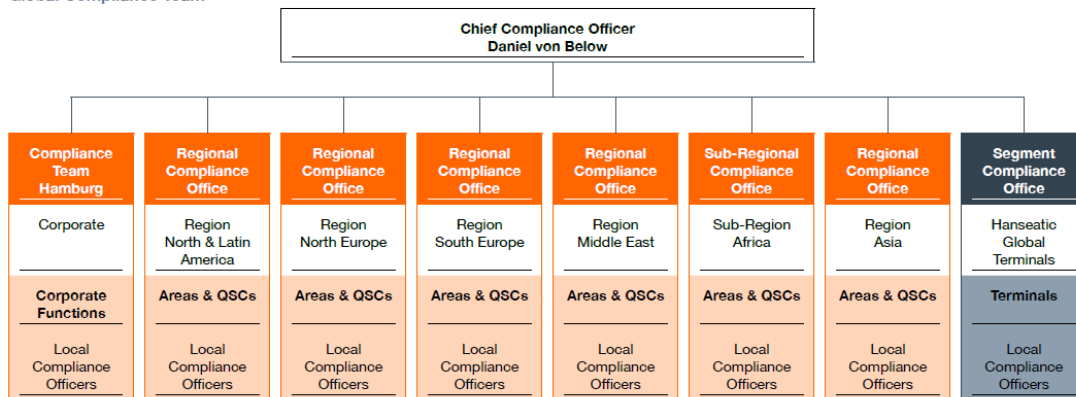 Global Compliance Team
Chief Compliance Officer
Daniel von Below
Compliance
Team
Hamburg
Corporate
Corporate
Functions
Local
Compliance
Officers
Regional
Compliance
Office
Region
North & Latin
America
Areas & QSCs
Local
Compliance
Officers
Regional
Compliance
Office
Region
North Europe
Areas & QSCs
Local
Compliance
Officers
Regional
Compliance
Office
Region
South Europe
Areas & QSCs
Local
Compliance
Officers
Regional
Compliance
Office
Region
Middle East
Areas & QSCs
Local
Compliance
Officers
Sub-Regional
Compliance
Office
Sub-Region
Africa
Areas & QSCs
Local
Compliance
Officers
Regional
Compliance
Office
Region
Asia
Areas & QSCs
Local
Compliance
Officers
Segment
Compliance
Office
Hanseatic
Global
Terminals
Terminals
Local
Compliance
Officers